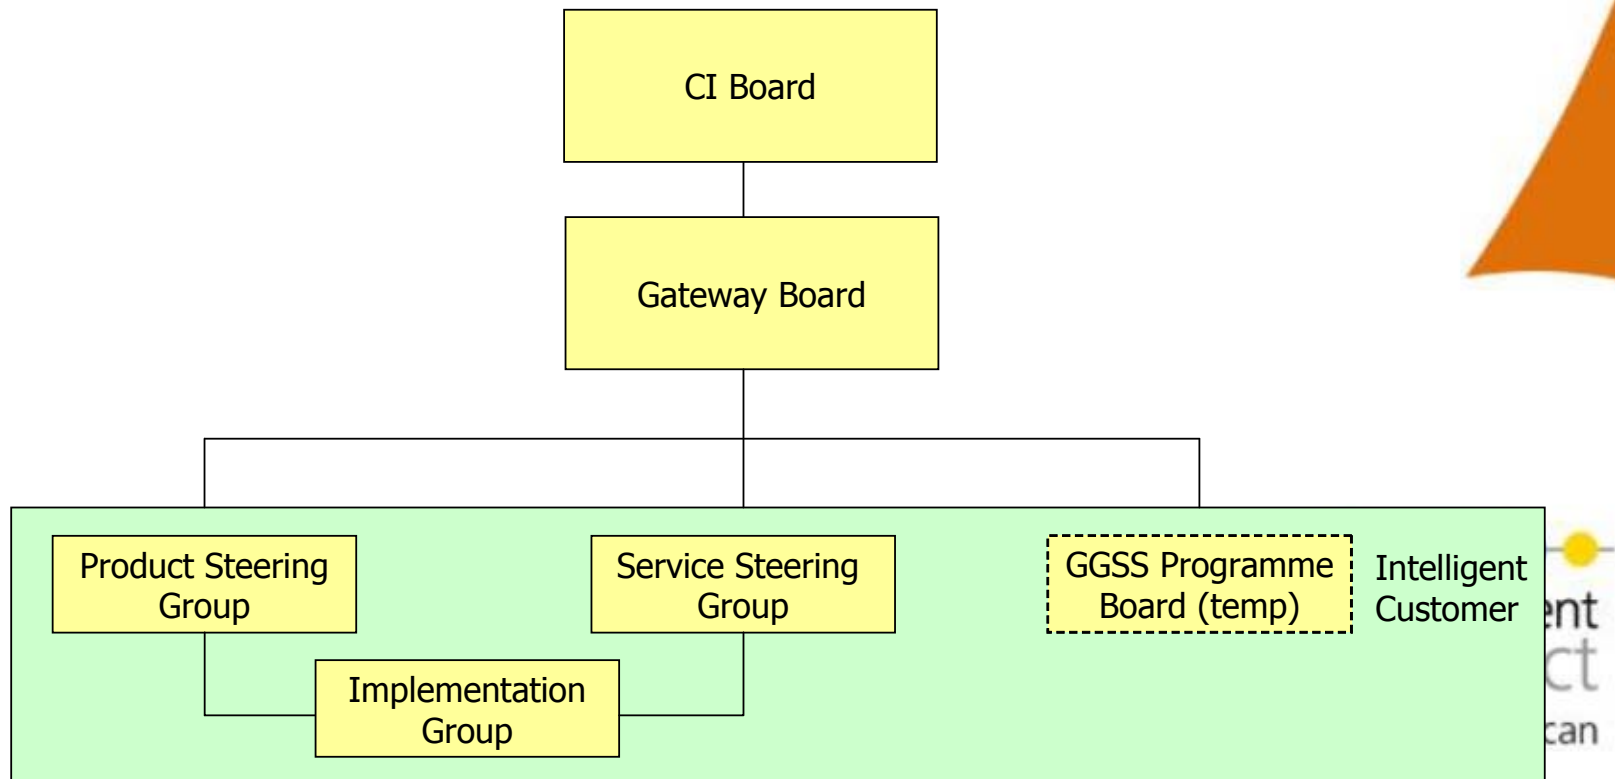 CI Board
Gateway Board
Product Steering
Group
Service Steering
Group
GGSS Programme
Board (temp)
Intelligent
Customer
Implementation
Group